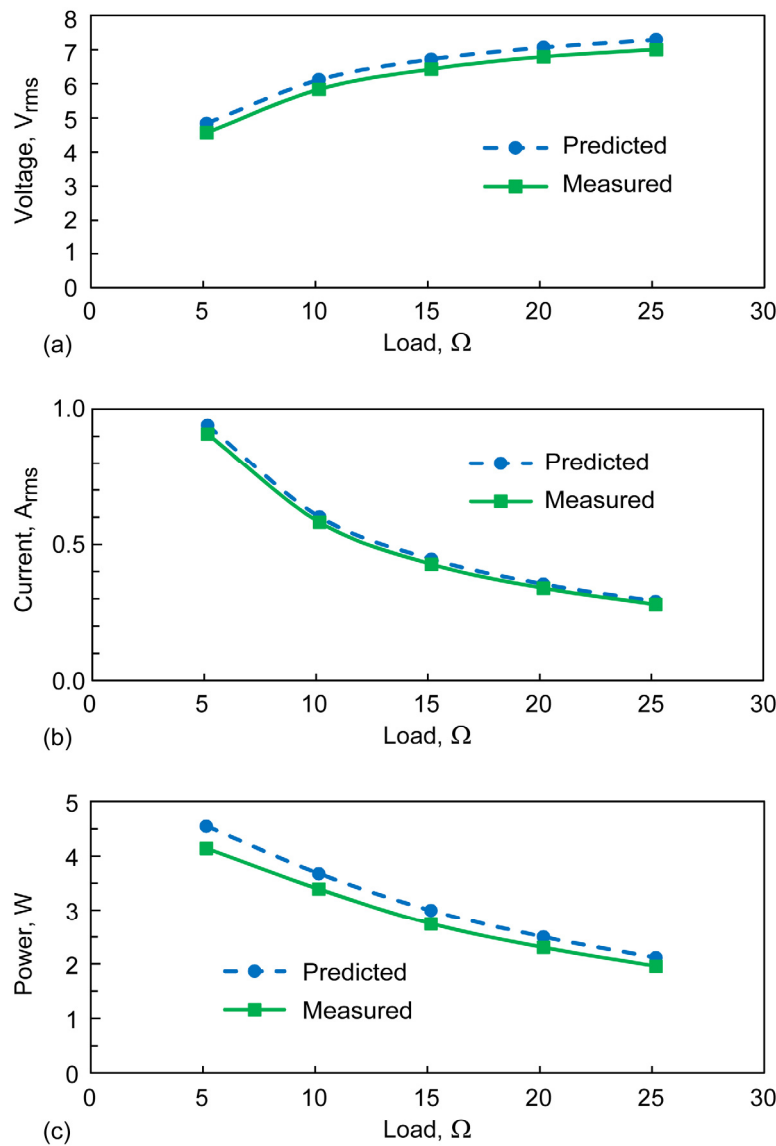 8
7
6
5
4
3
2
1
0
Voltage, Vrms
Predicted
Measured
0 5 10 15 20 25 30
Load, Ω
(a)
1.0
0.5
0.0
Current, Arms
Predicted
Measured
0 5 10 15 20 25 30
Load, Ω
(b)
5
4
3
2
1
0
Power, W
Predicted
Measured
0 5 10 15 20 25 30
Load, Ω
(c)